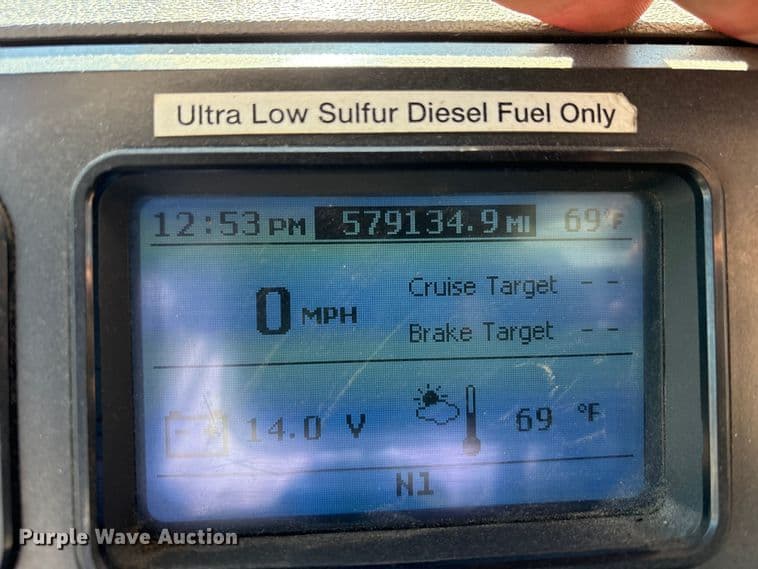 Ultra Low Sulfur Diesel Fuel Only
12:53 PM 579134.9 MI 69°F
Cruise Target --
0 MPH
Brake Target --
14.0 V 69 °F
N1
Purple Wave Auction